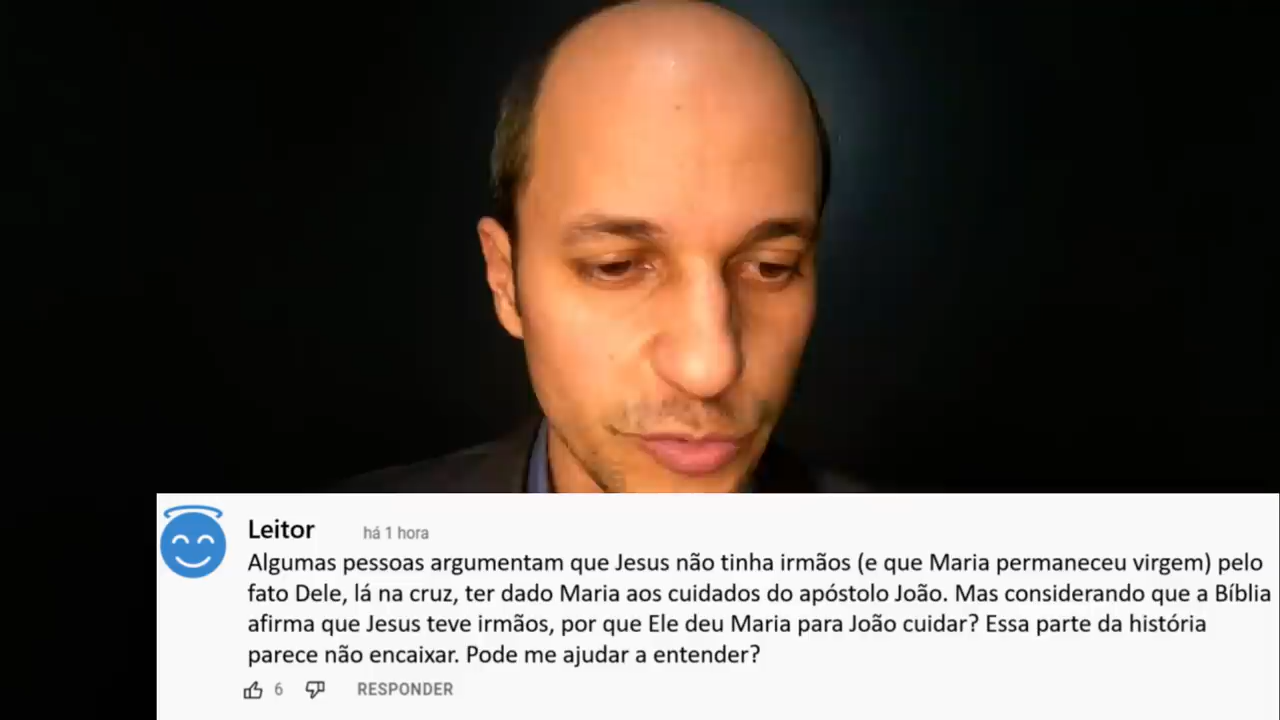 Leitor há 1 hora
Algumas pessoas argumentam que Jesus não tinha irmãos (e que Maria permaneceu virgem) pelo
fato Dele, lá na cruz, ter dado Maria aos cuidados do apóstolo João. Mas considerando que a Bíblia
afirma que Jesus teve irmãos, por que Ele deu Maria para João cuidar? Essa parte da história
parece não encaixar. Pode me ajudar a entender?
6 RESPONDER